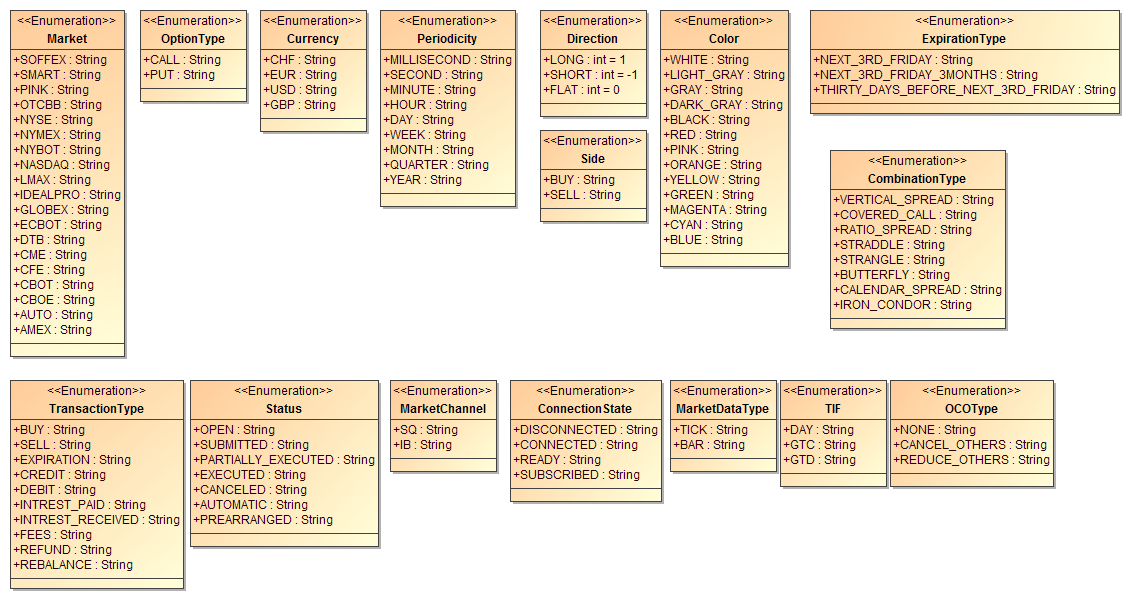 <<Enumeration>>
Market
+SOFFEX : String
+SMART : String
+PINK : String
+OTCBB : String
+NYSE : String
+NYMEX : String
+NYBOT : String
+NASDAQ : String
+LMAX : String
+IDEALPRO : String
+GLOBEX : String
+ECBOT : String
+DTB : String
+CME : String
+CFE : String
+CBOT : String
+CBOE : String
+AUTO : String
+AMEX : String
<<Enumeration>>
OptionType
+CALL : String
+PUT : String
<<Enumeration>>
Currency
+CHF : String
+EUR : String
+USD : String
+GBP : String
<<Enumeration>>
Periodicity
+MILLISECOND : String
+SECOND : String
+MINUTE : String
+HOUR : String
+DAY : String
+WEEK : String
+MONTH : String
+QUARTER : String
+YEAR : String
<<Enumeration>>
Direction
+LONG : int = 1
+SHORT : int = -1
+FLAT : int = 0
<<Enumeration>>
Side
+BUY : String
+SELL : String
<<Enumeration>>
Color
+WHITE : String
+LIGHT_GRAY : String
+GRAY : String
+DARK_GRAY : String
+BLACK : String
+RED : String
+PINK : String
+ORANGE : String
+YELLOW : String
+GREEN : String
+MAGENTA : String
+CYAN : String
+BLUE : String
<<Enumeration>>
ExpirationType
+NEXT_3RD_FRIDAY : String
+NEXT_3RD_FRIDAY_3MONTHS : String
+THIRTY_DAYS_BEFORE_NEXT_3RD_FRIDAY : String
<<Enumeration>>
CombinationType
+VERTICAL_SPREAD : String
+COVERED_CALL : String
+RATIO_SPREAD : String
+STRADDLE : String
+STRANGLE : String
+BUTTERFLY : String
+CALENDAR_SPREAD : String
+IRON_CONDOR : String
<<Enumeration>>
TransactionType
+BUY : String
+SELL : String
+EXPIRATION : String
+CREDIT : String
+DEBIT : String
+INTREST_PAID : String
+INTREST_RECEIVED : String
+FEES : String
+REFUND : String
+REBALANCE : String
<<Enumeration>>
Status
+OPEN : String
+SUBMITTED : String
+PARTIALLY_EXECUTED : String
+EXECUTED : String
+CANCELED : String
+AUTOMATIC : String
+PREARRANGED : String
<<Enumeration>>
MarketChannel
+SQ : String
+IB : String
<<Enumeration>>
ConnectionState
+DISCONNECTED : String
+CONNECTED : String
+READY : String
+SUBSCRIBED : String
<<Enumeration>>
MarketDataType
+TICK : String
+BAR : String
<<Enumeration>>
TIF
+DAY : String
+GTC : String
+GTD : String
<<Enumeration>>
OCOType
+NONE : String
+CANCEL_OTHERS : String
+REDUCE_OTHERS : String